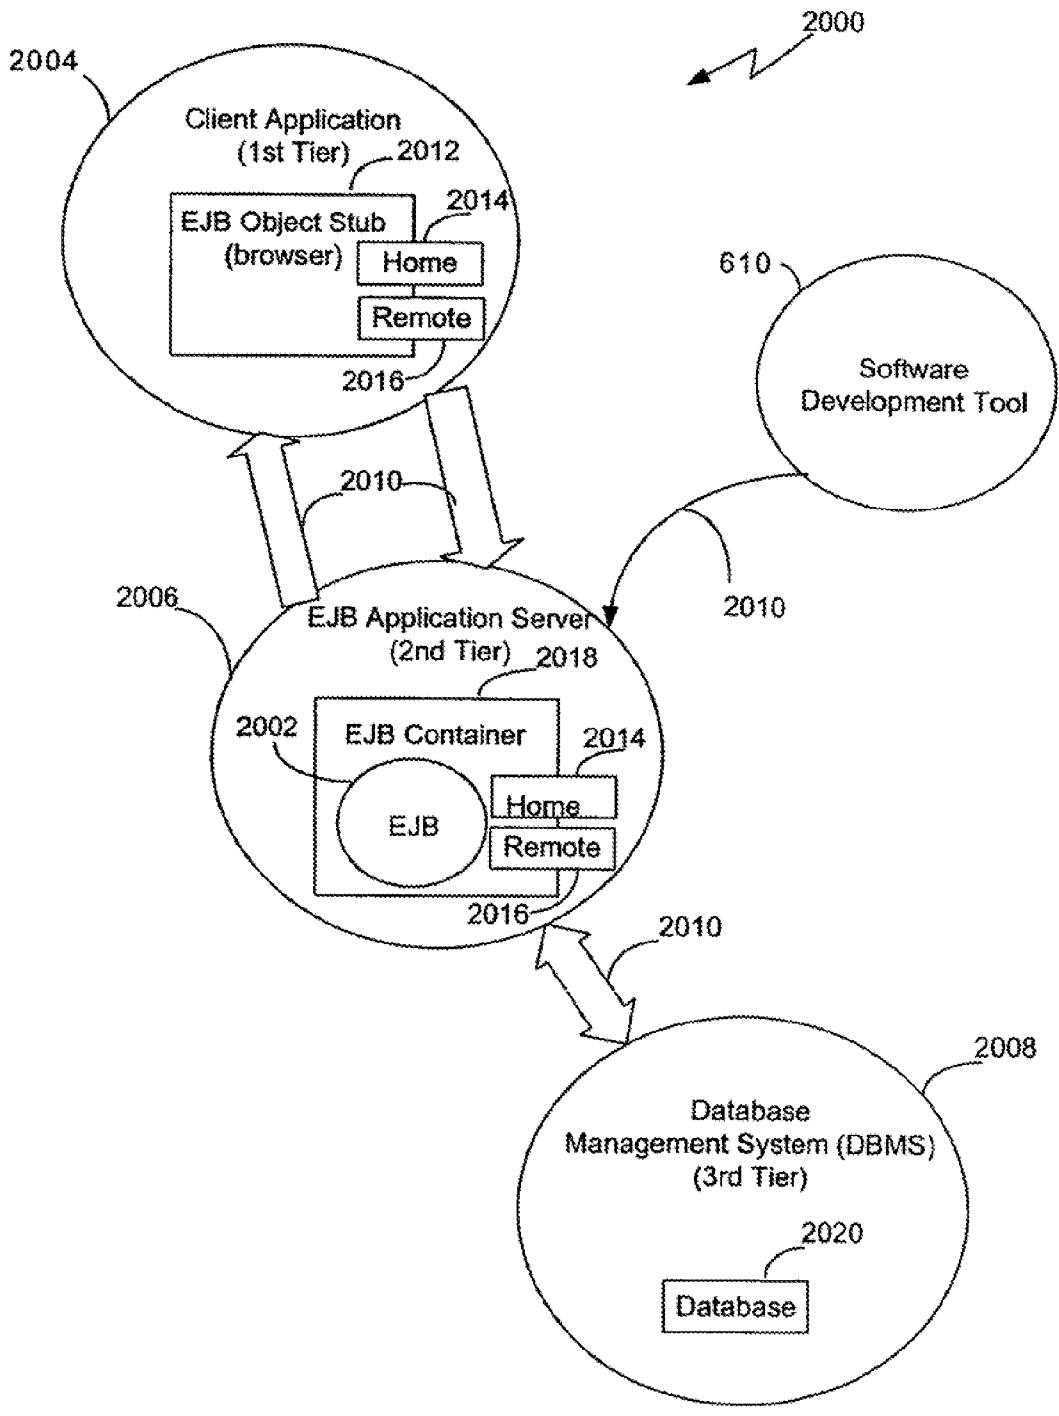 2000
2004
Client Application
(1st Tier)
2012
2014
EJB Object Stub
(browser)
Home
Remote
2016
610
Software
Development Tool
2010
2010
2006
EJB Application Server
(2nd Tier)
2018
2002
EJB Container
2014
Home
EJB
Remote
2016
2010
2008
Database
Management System (DBMS)
(3rd Tier)
2020
Database